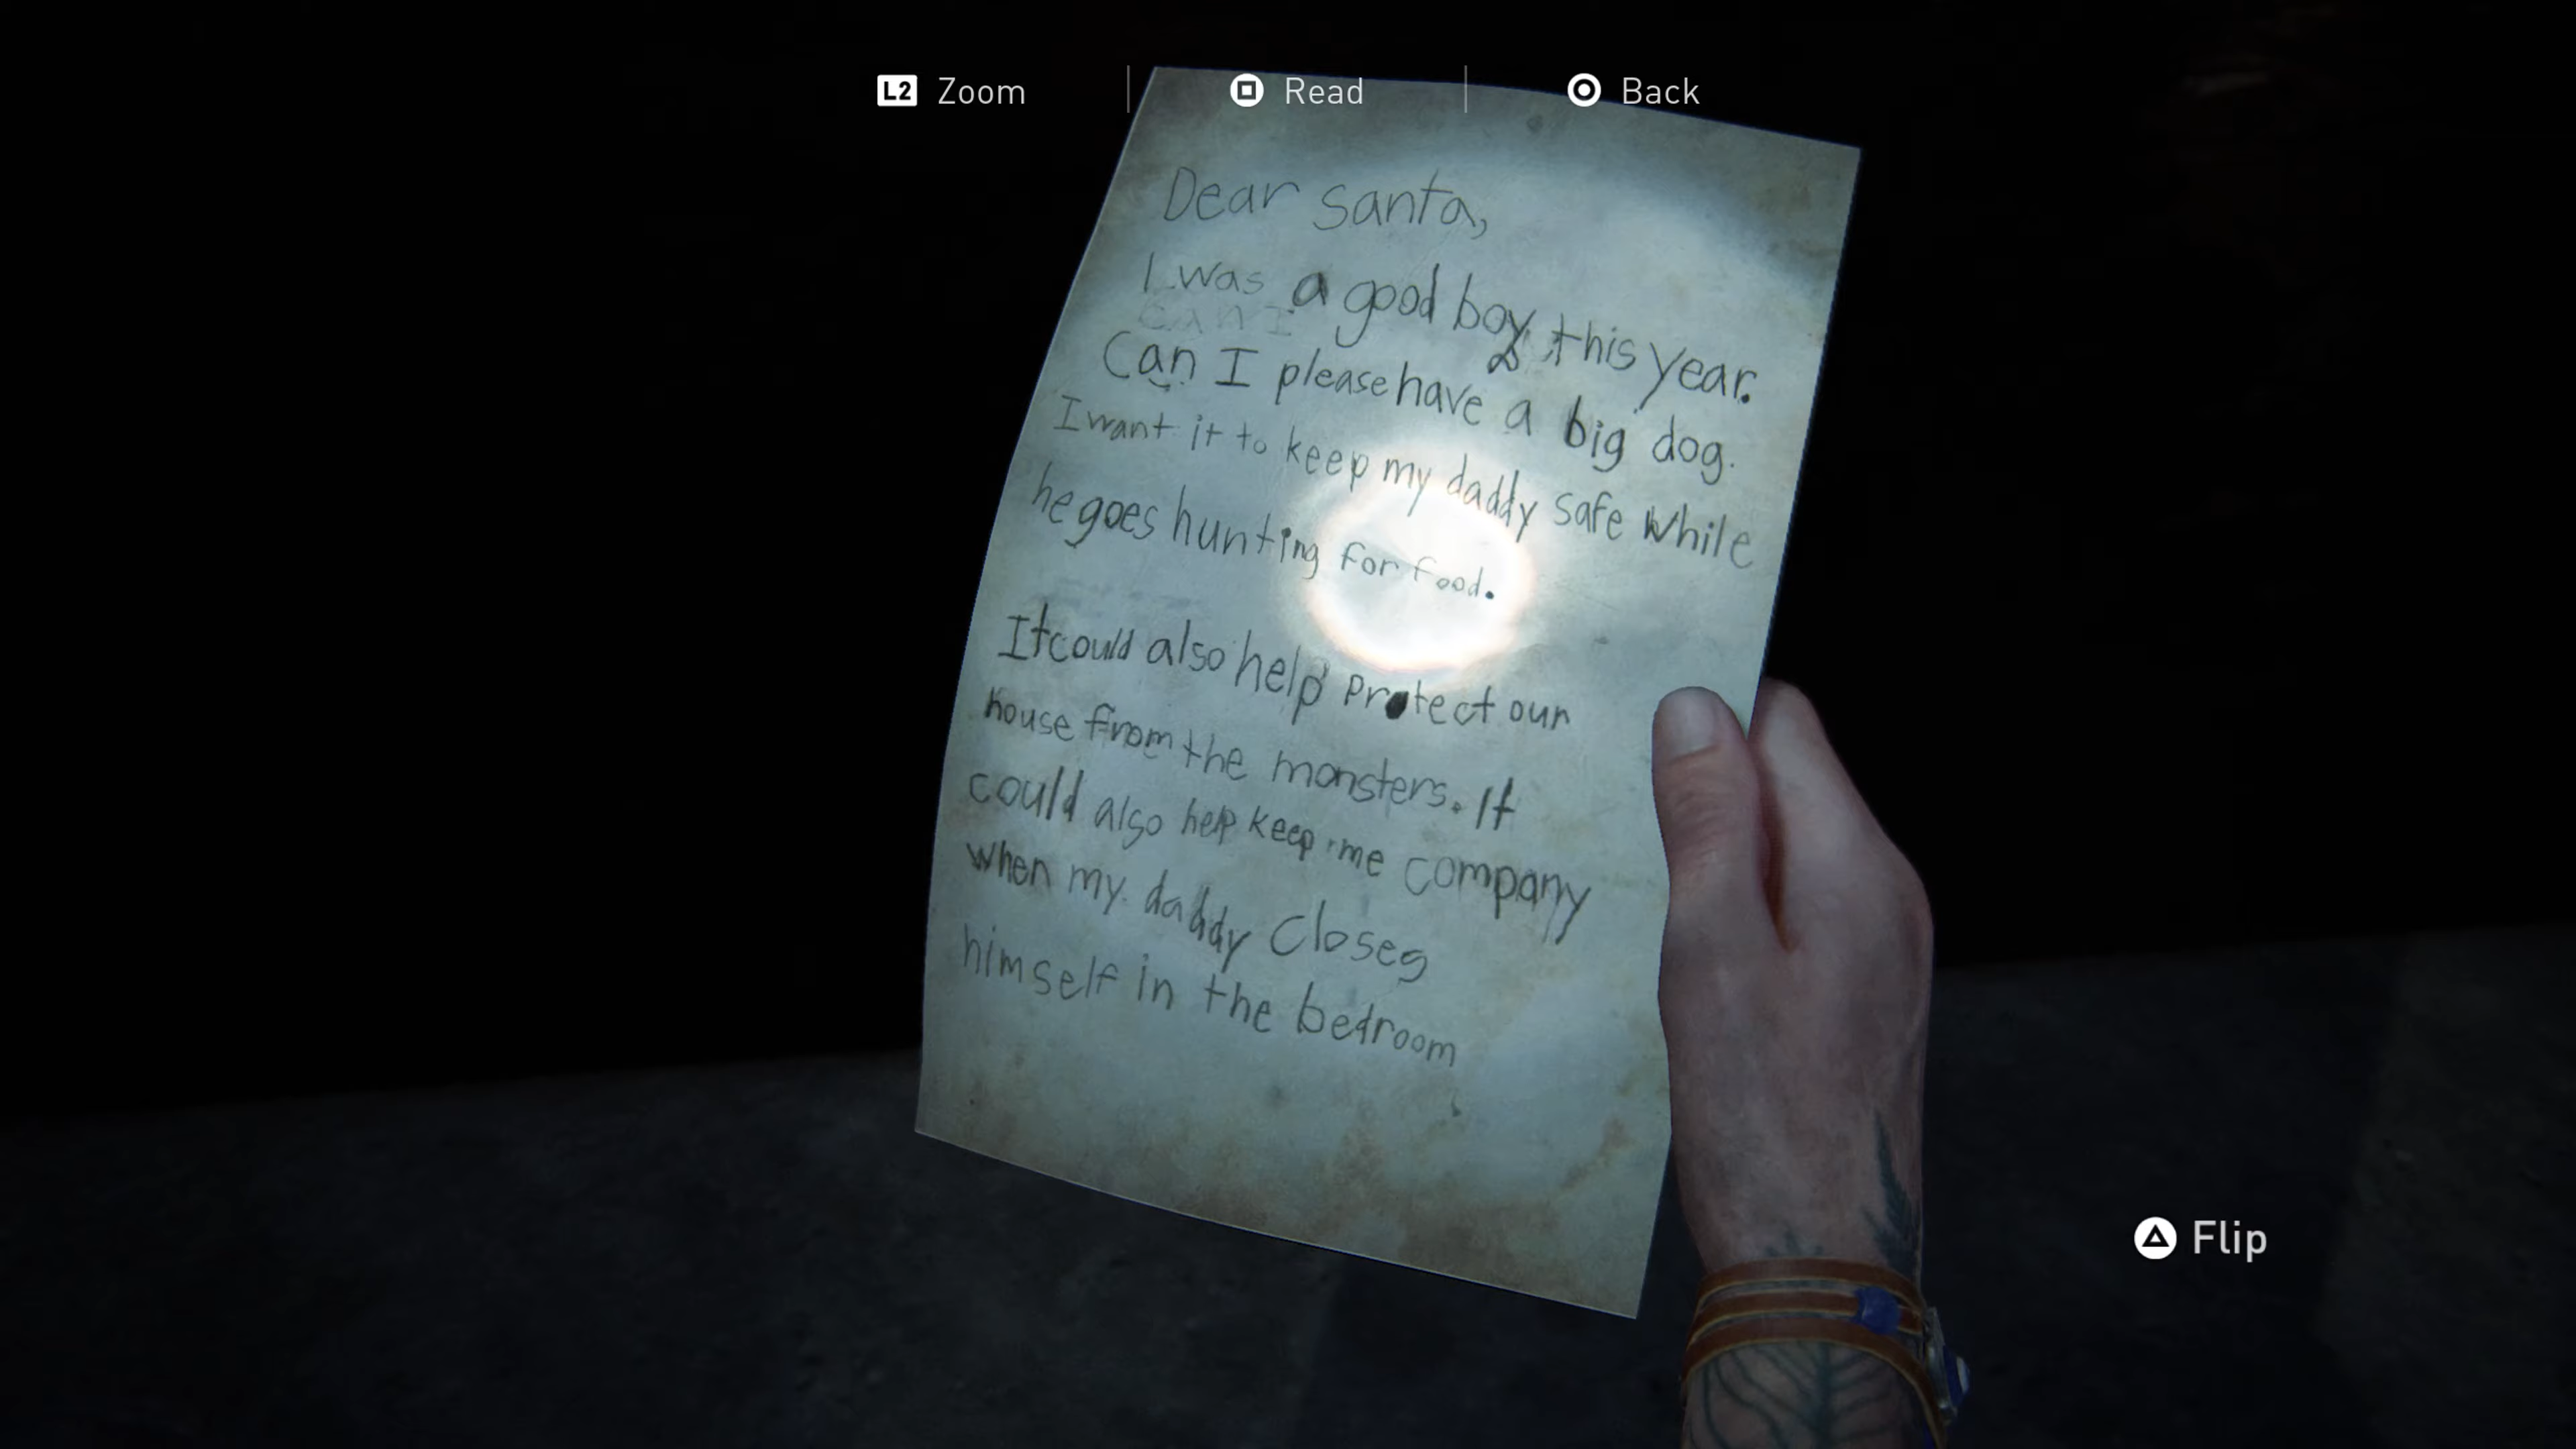 L2 Zoom Read Back
Dear Santa,
I was a good boy this year.
Can I
Can I please have a big dog.
I want it to keep my daddy safe while
he goes hunting for food.
It could also help protect our
house from the monsters. It
could also help keep me company
when my daddy closes
himself in the bedroom
Flip